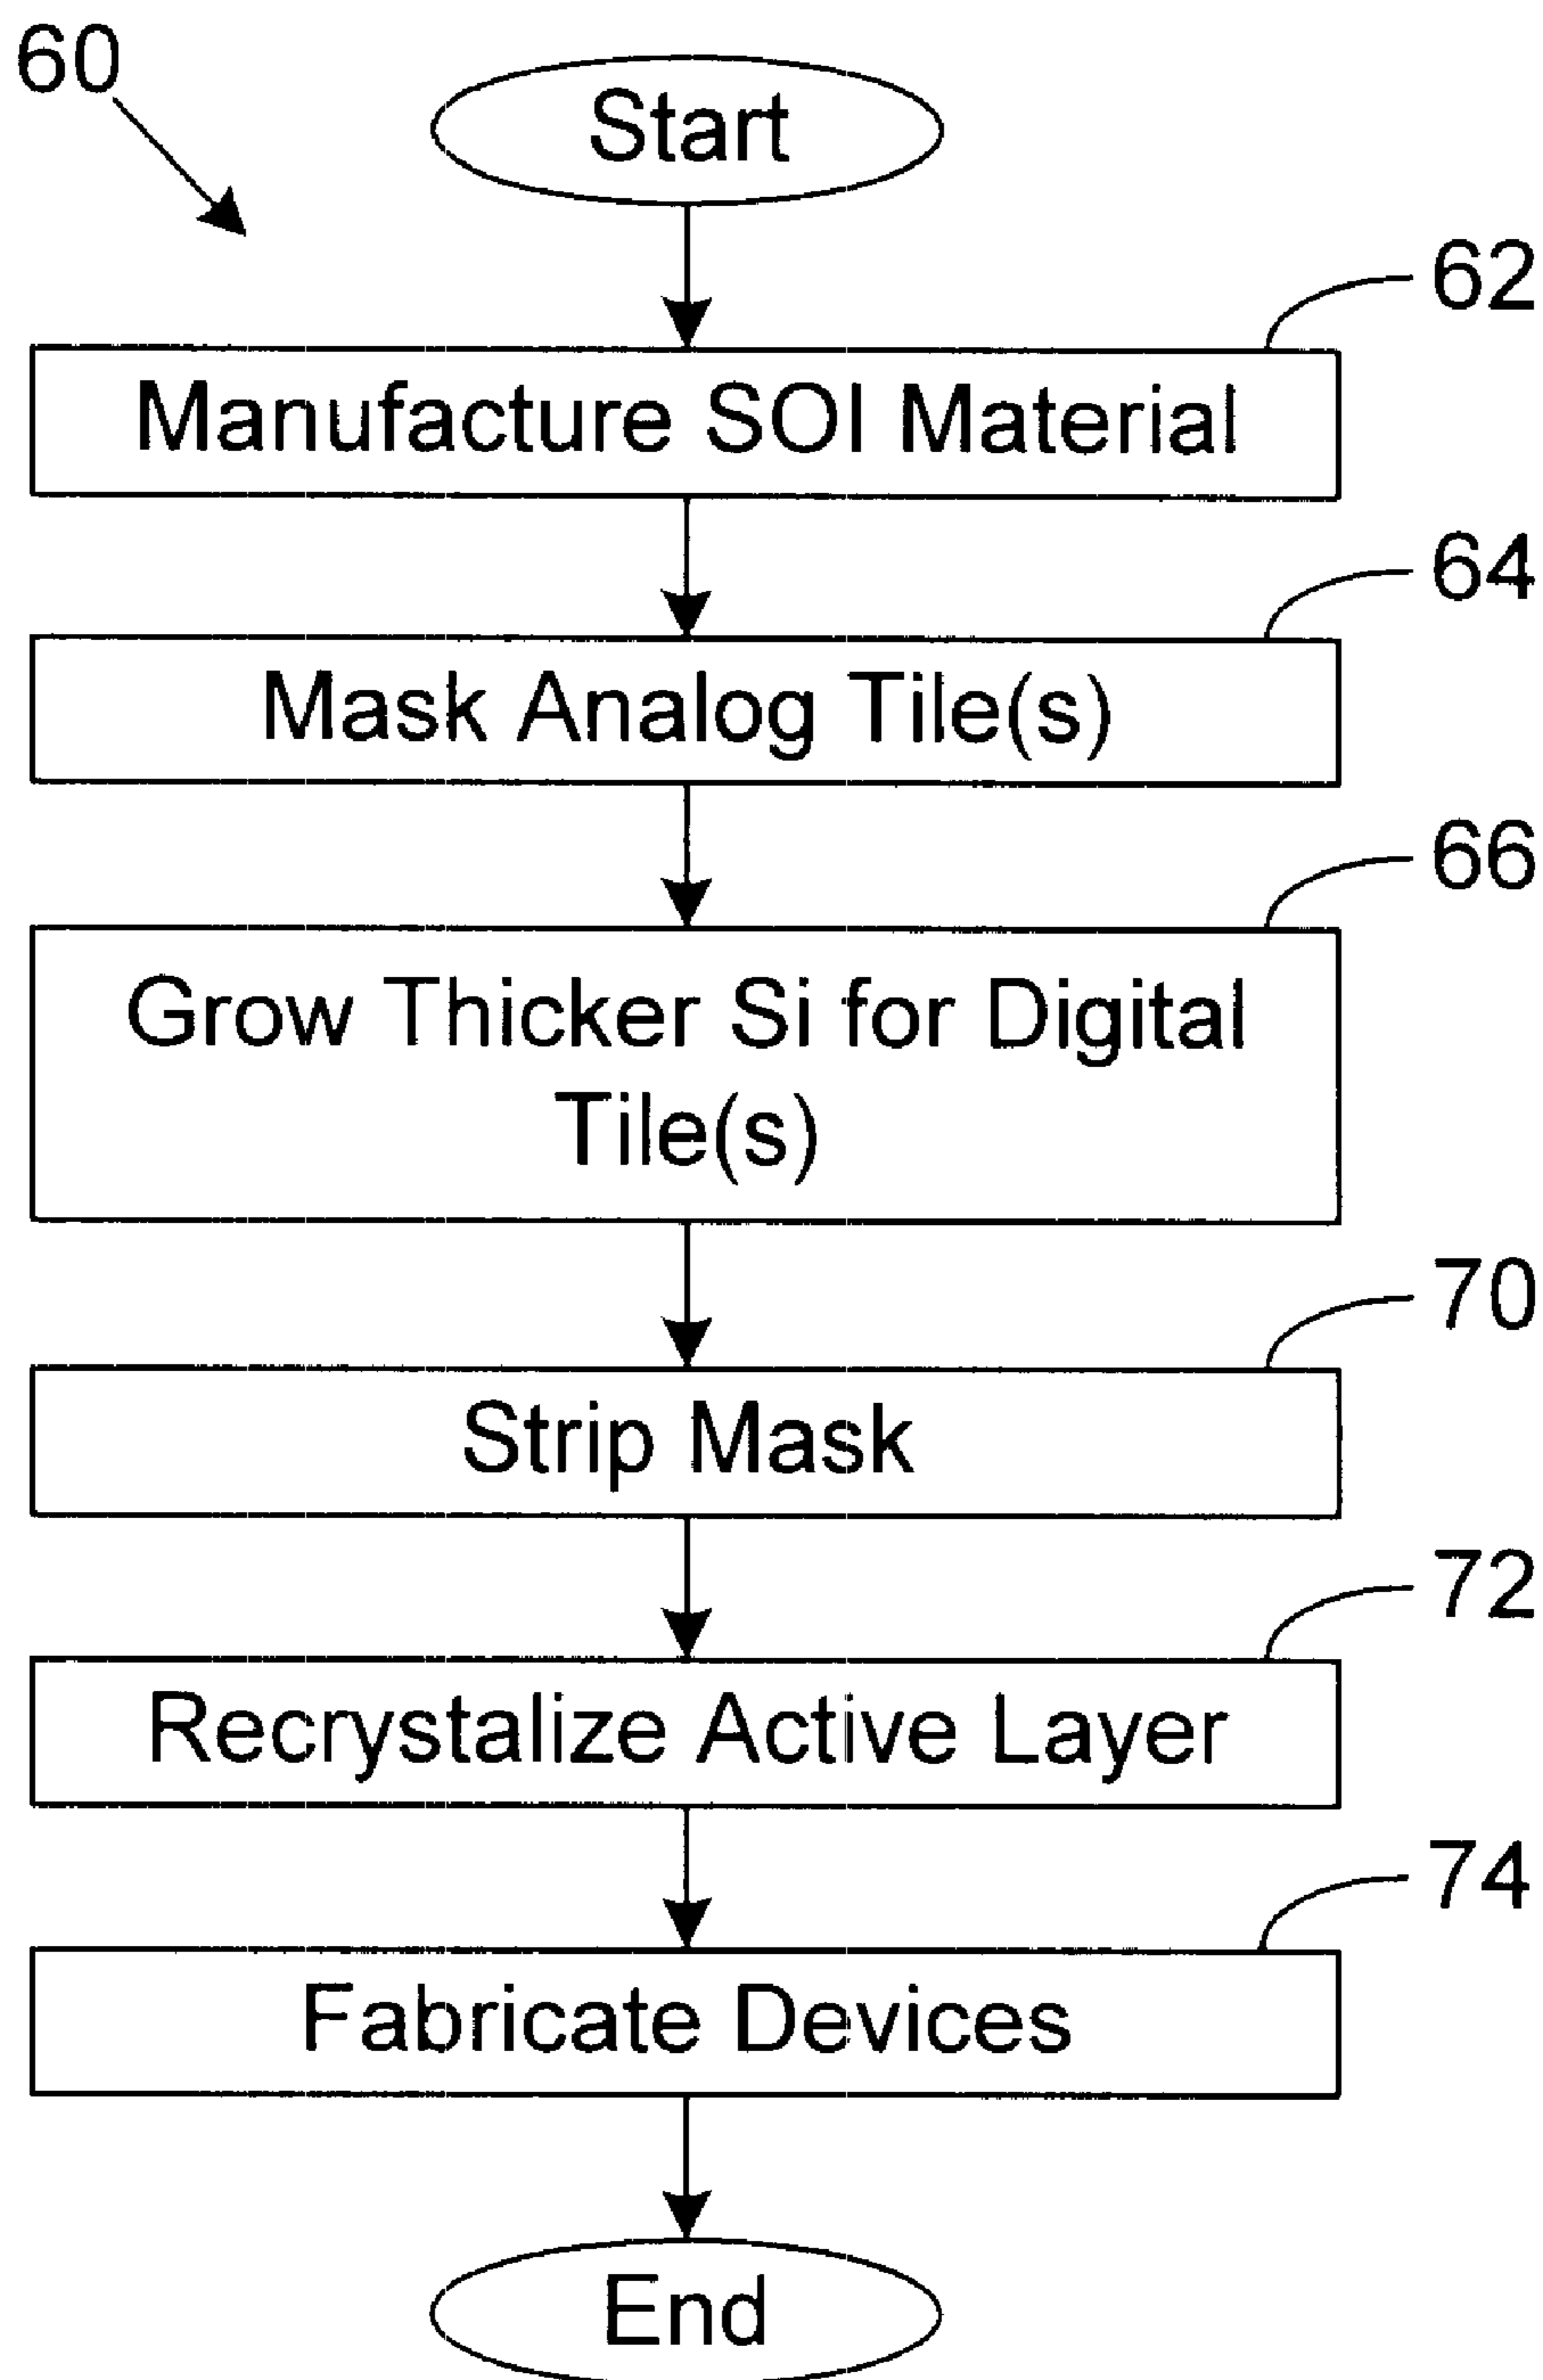 60
Start
62
Manufacture SOI Material
64
Mask Analog Tile(s)
66
Grow Thicker Si for Digital
Tile(s)
70
Strip Mask
72
Recrystalize Active Layer
74
Fabricate Devices
End